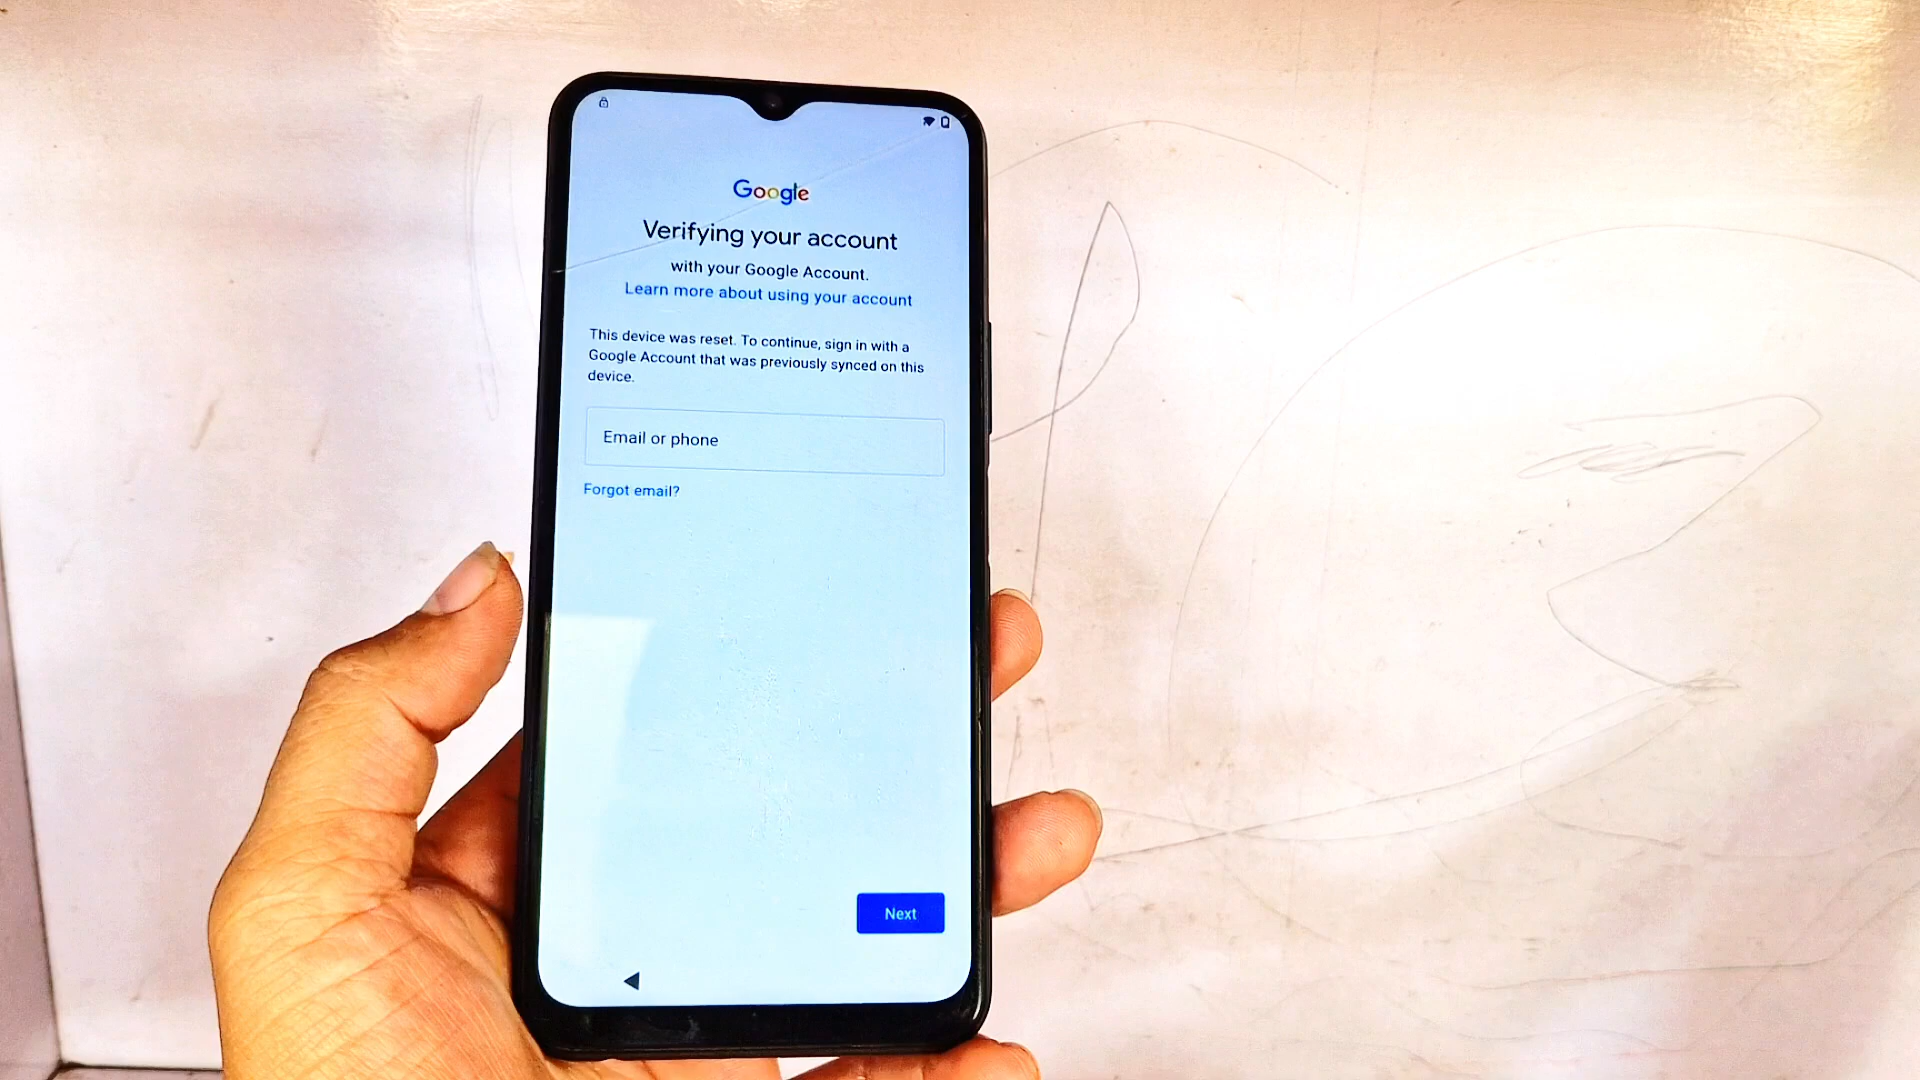 Google
Verifying your account
with your Google Account.
Learn more about using your account
This device was reset. To continue, sign in with a
Google Account that was previously synced on this
device.
Email or phone
Forgot email?
Next